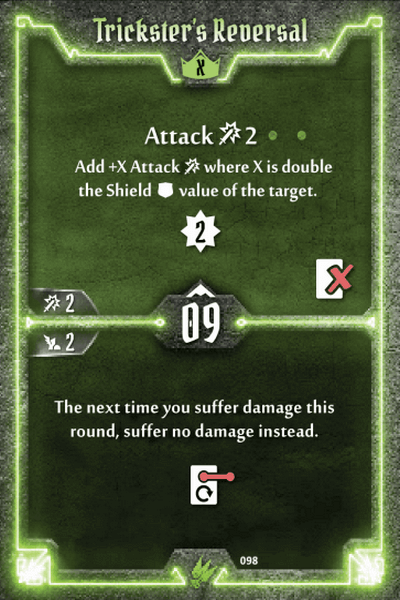 Trickster's Reversal
X
Attack 2
Add +X Attack where X is double
the Shield value of the target.
2
2
09
2
The next time you suffer damage this
round, suffer no damage instead.
098